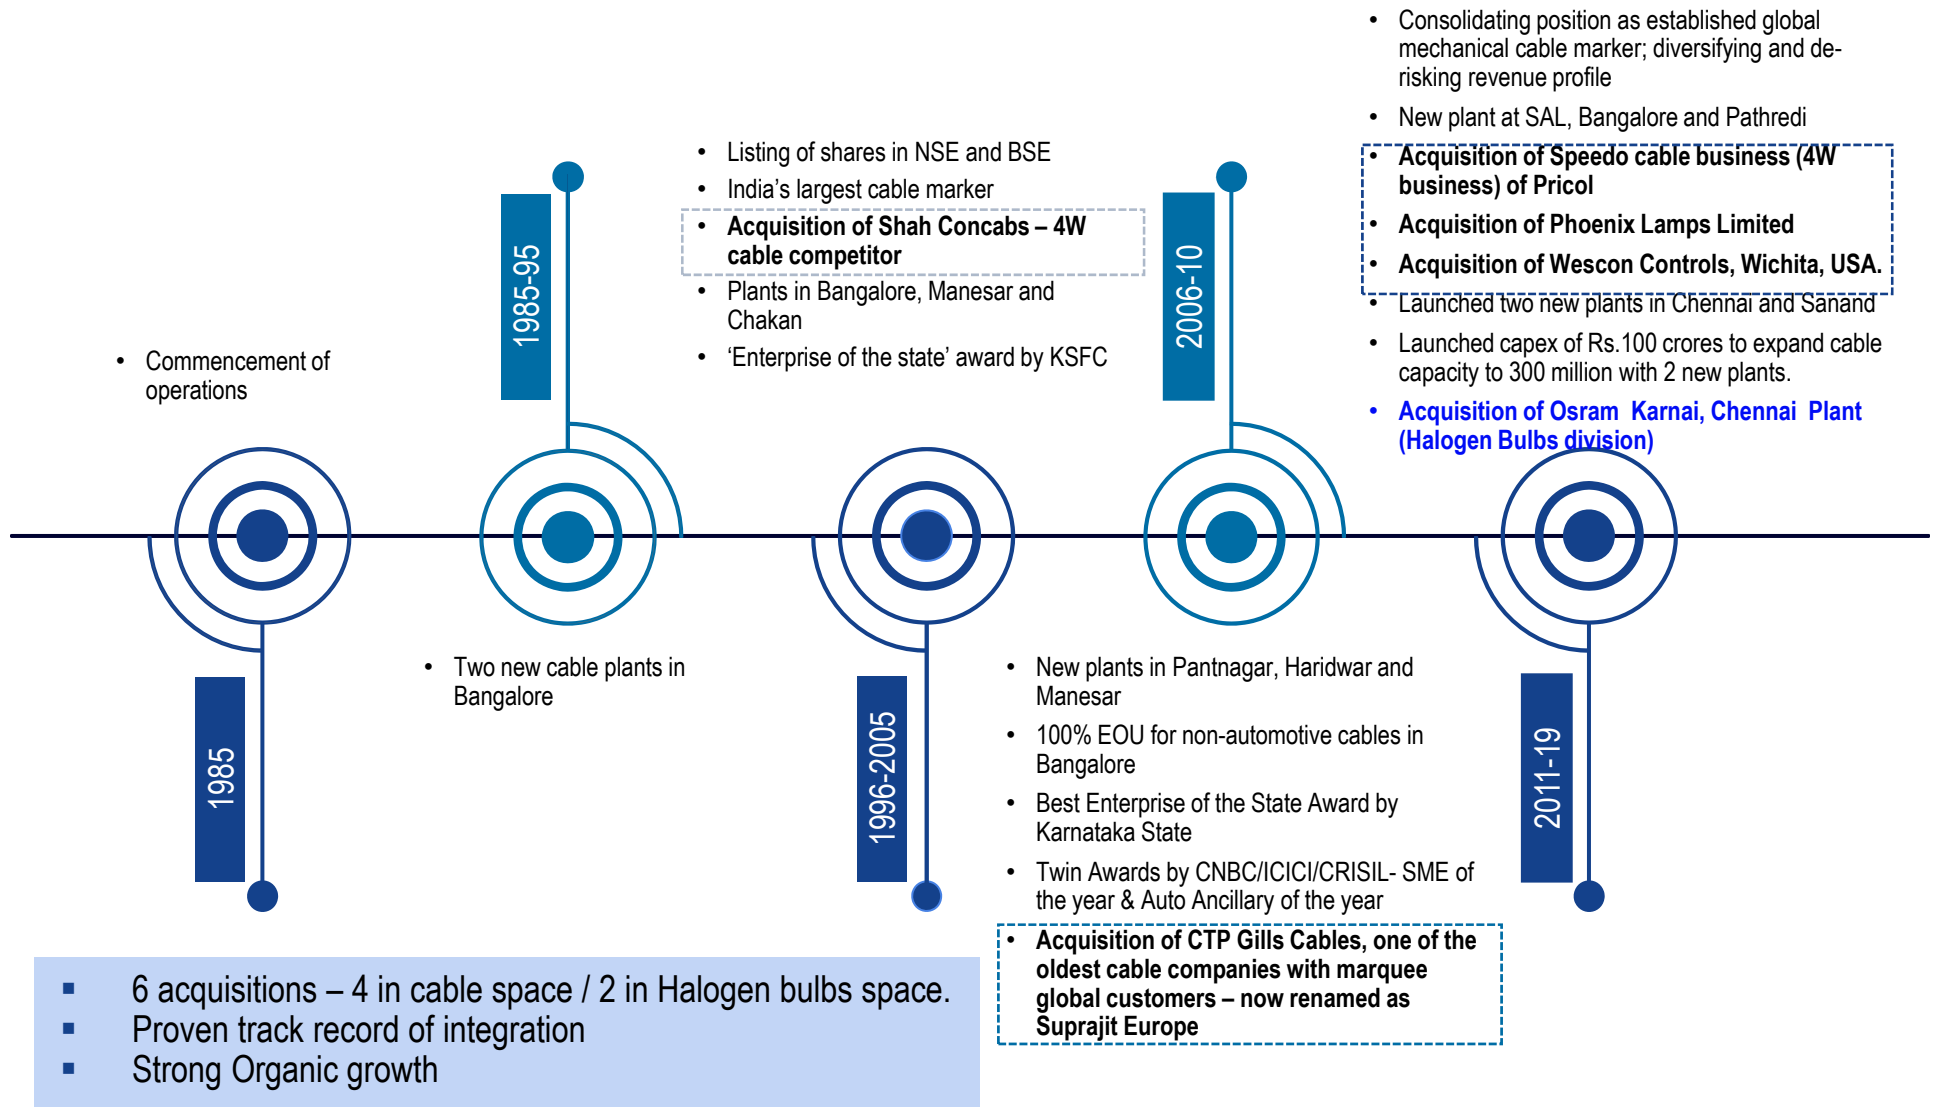 • Commencement of
operations
1985
1985-95
• Two new cable plants in
Bangalore
• Listing of shares in NSE and BSE
• India’s largest cable marker
• Acquisition of Shah Concabs – 4W
cable competitor
• Plants in Bangalore, Manesar and
Chakan
• ‘Enterprise of the state’ award by KSFC
1996-2005
2006-10
• New plants in Pantnagar, Haridwar and
Manesar
• 100% EOU for non-automotive cables in
Bangalore
• Best Enterprise of the State Award by
Karnataka State
• Twin Awards by CNBC/ICICI/CRISIL- SME of
the year & Auto Ancillary of the year
• Acquisition of CTP Gills Cables, one of the
oldest cable companies with marquee
global customers – now renamed as
Suprajit Europe
• Consolidating position as established global
mechanical cable marker; diversifying and de-
risking revenue profile
• New plant at SAL, Bangalore and Pathredi
• Acquisition of Speedo cable business (4W
business) of Pricol
• Acquisition of Phoenix Lamps Limited
• Acquisition of Wescon Controls, Wichita, USA.
• Launched two new plants in Chennai and Sanand
• Launched capex of Rs.100 crores to expand cable
capacity to 300 million with 2 new plants.
• Acquisition of Osram Karnai, Chennai Plant
(Halogen Bulbs division)
2011-19
▪ 6 acquisitions – 4 in cable space / 2 in Halogen bulbs space.
▪ Proven track record of integration
▪ Strong Organic growth